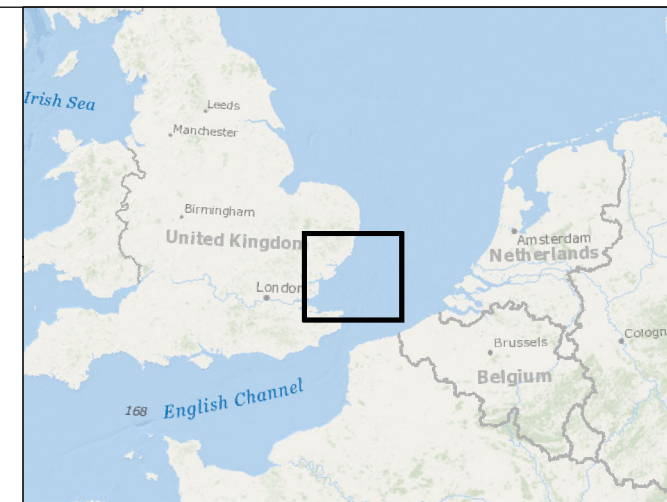 Irish Sea
Leeds
Manchester
Birmingham
United Kingdom
London
Amsterdam
Netherlands
Brussels
Belgium
Cologn
English Channel
168